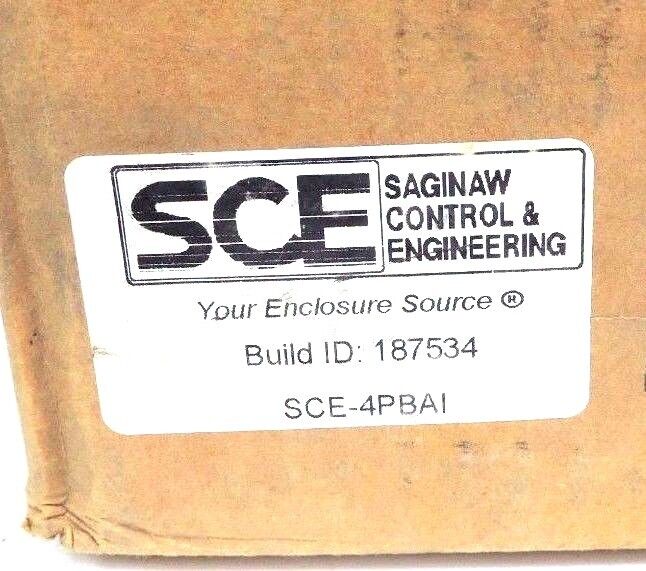 SCE
SAGINAW
CONTROL &
ENGINEERING
Your Enclosure Source ®
Build ID: 187534
SCE-4PBAI